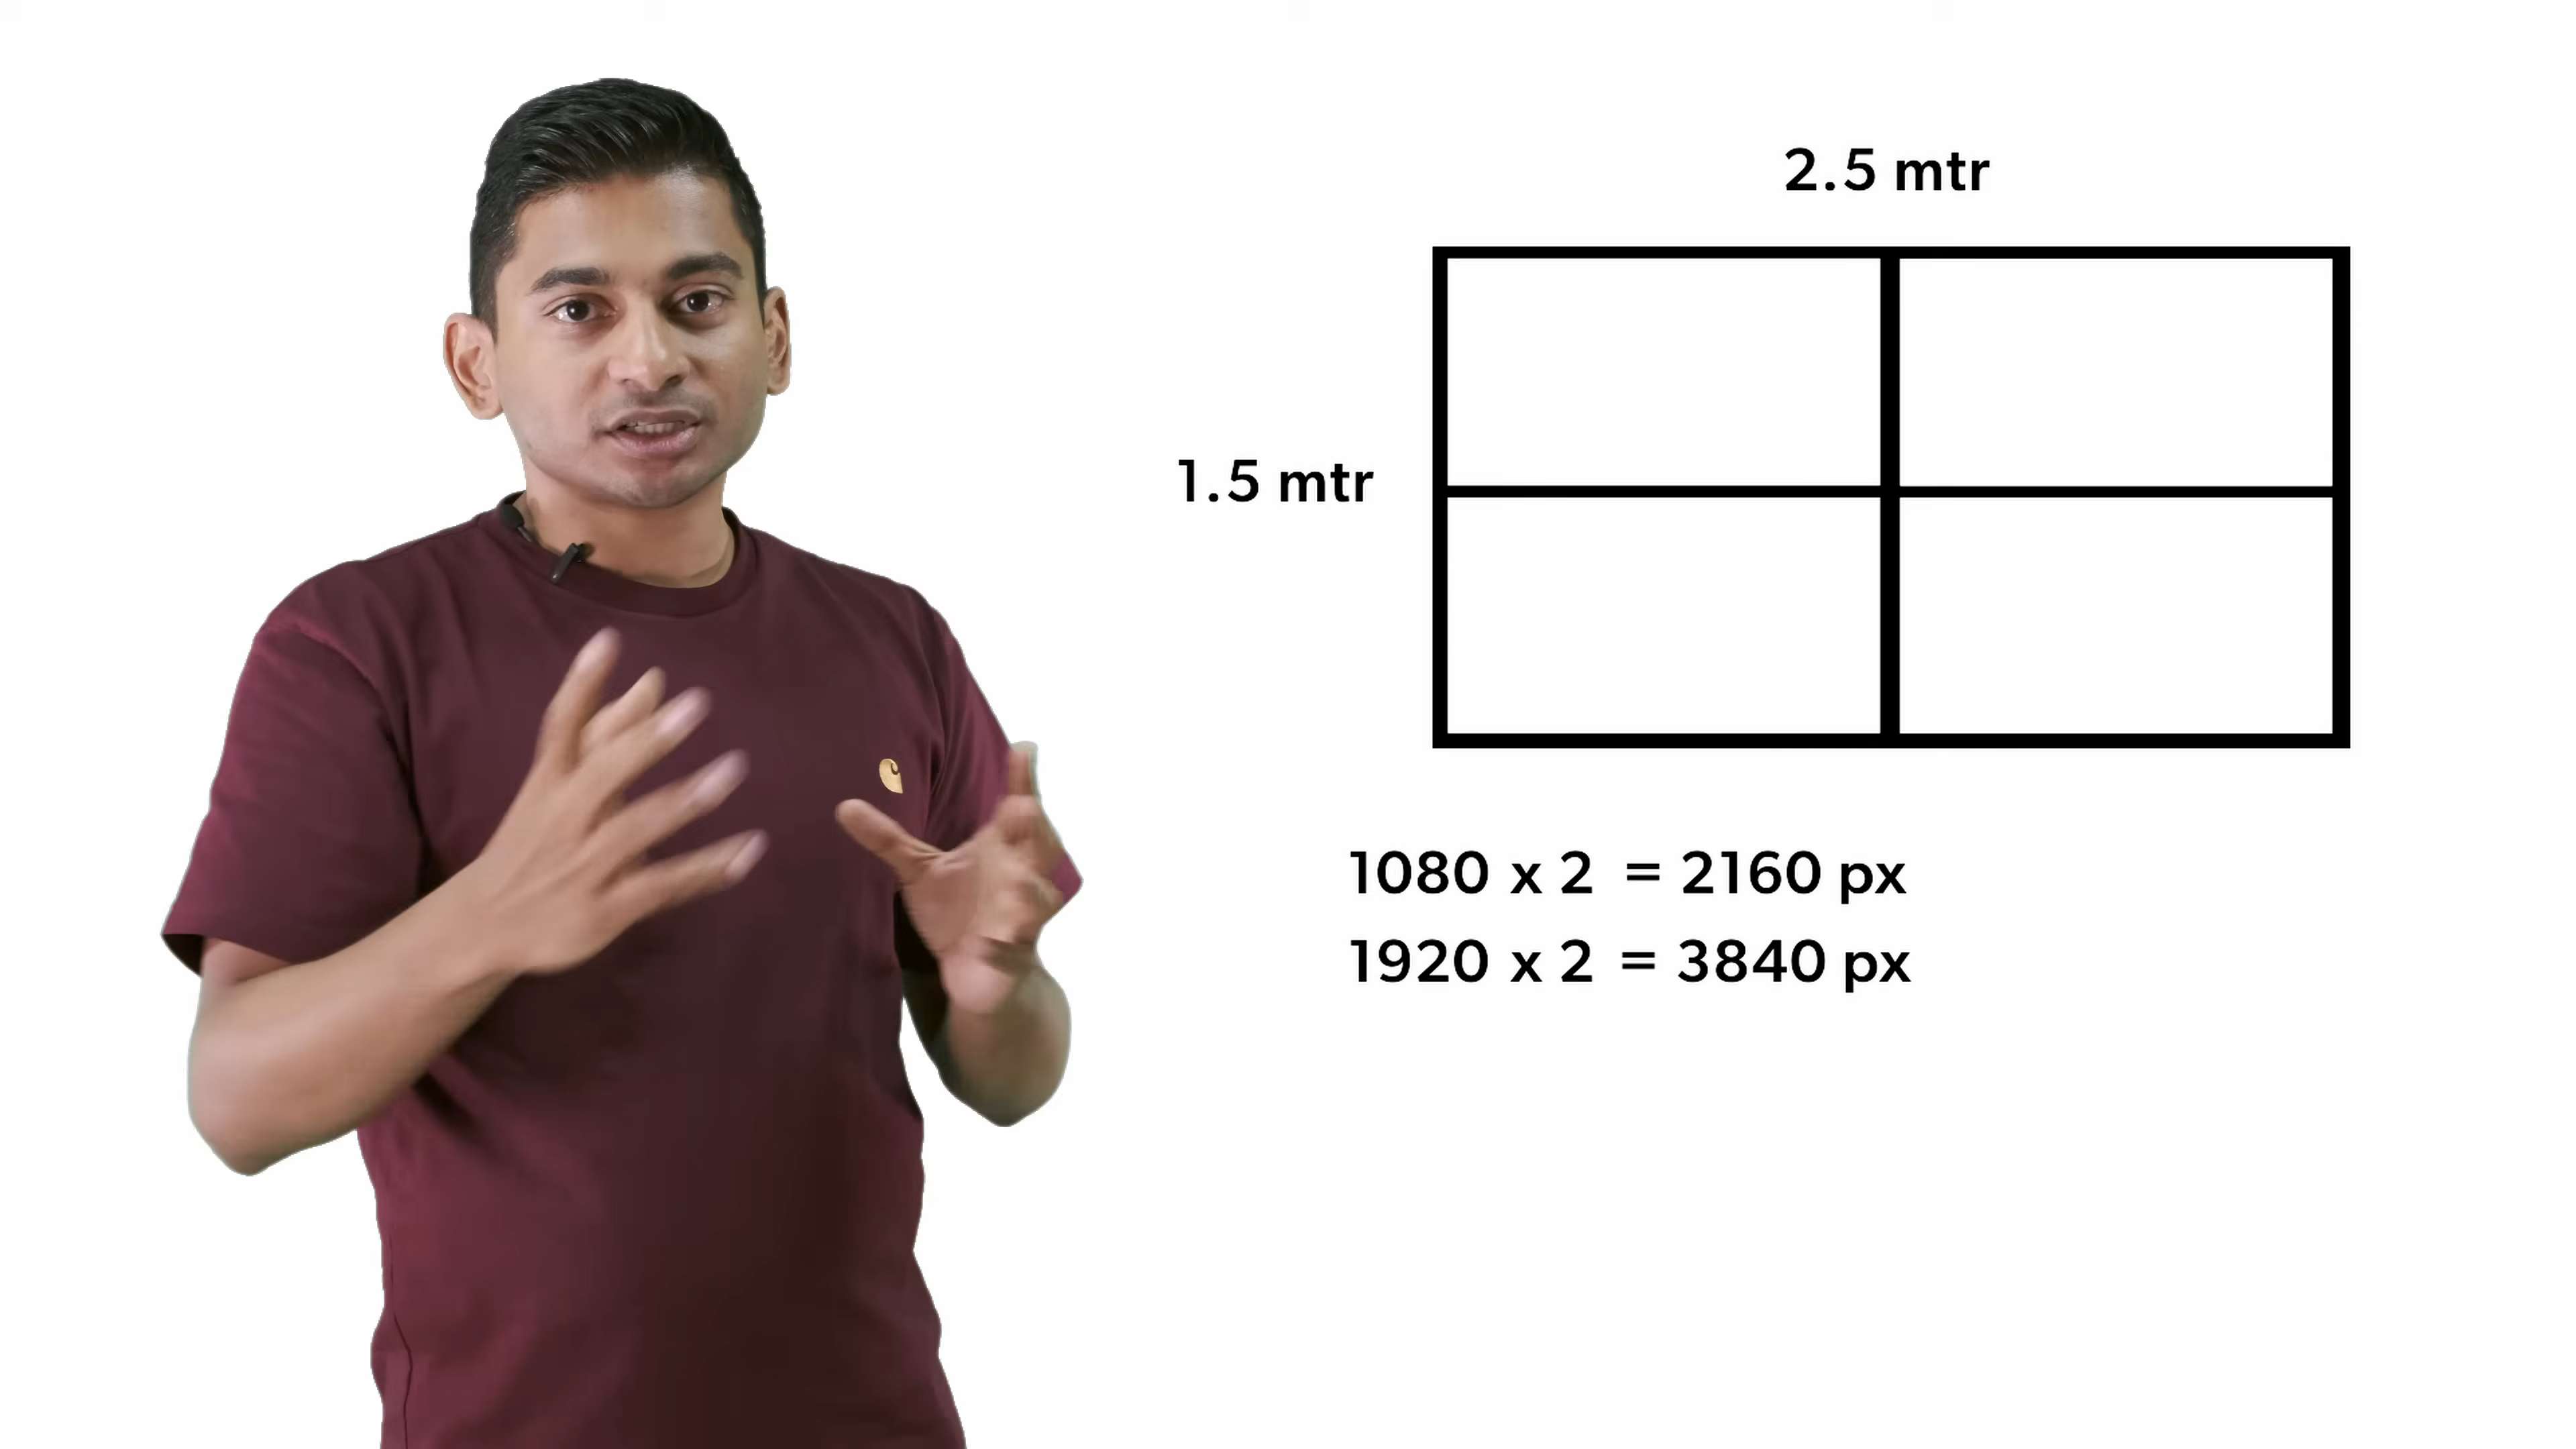 2.5 mtr
1.5 mtr
1080 x 2 = 2160 px
1920 x 2 = 3840 px